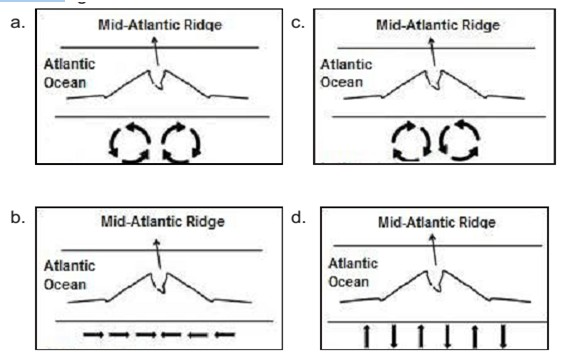 a.
Mid-Atlantic Ridge
Atlantic
Ocean
c.
Mid-Atlantic Ridge
Atlantic
Ocean
b.
Mid-Atlantic Ridge
Atlantic
Ocean
d.
Mid-Atlantic Ridge
Atlantic
Ocean